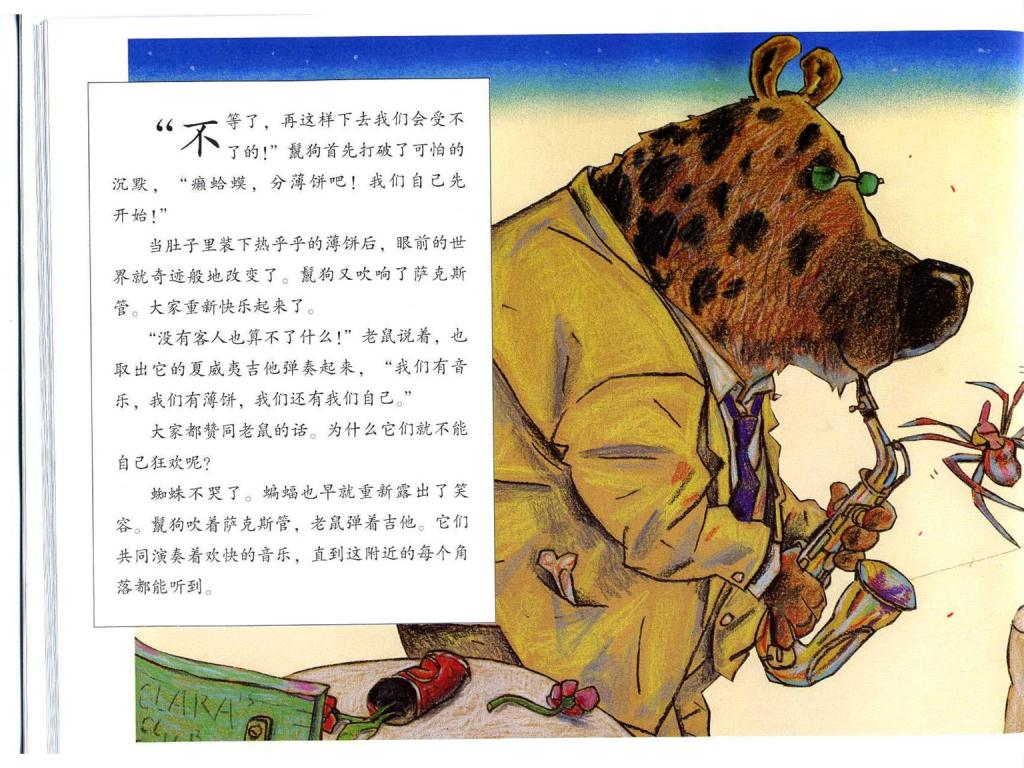 “不等了，再这样下去我们会受不
了的！”鬣狗首先打破了可怕的
沉默，“癞蛤蟆，分薄饼吧！我们自己先
开始！”
当肚子里装下热乎乎的薄饼后，眼前的世
界就奇迹般地改变了。鬣狗又吹响了萨克斯
管。大家重新快乐起来了。
“没有客人也算不了什么！”老鼠说着，也
取出它的夏威夷吉他弹奏起来，“我们有音
乐，我们有薄饼，我们还有我们自己。”
大家都赞同老鼠的话。为什么它们就不能
自己狂欢呢？
蜘蛛不哭了。蝙蝠也早就重新露出了笑
容。鬣狗吹着萨克斯管，老鼠弹着吉他。它们
共同演奏着欢快的音乐，直到这附近的每个角
落都能听到。
CLARA'S